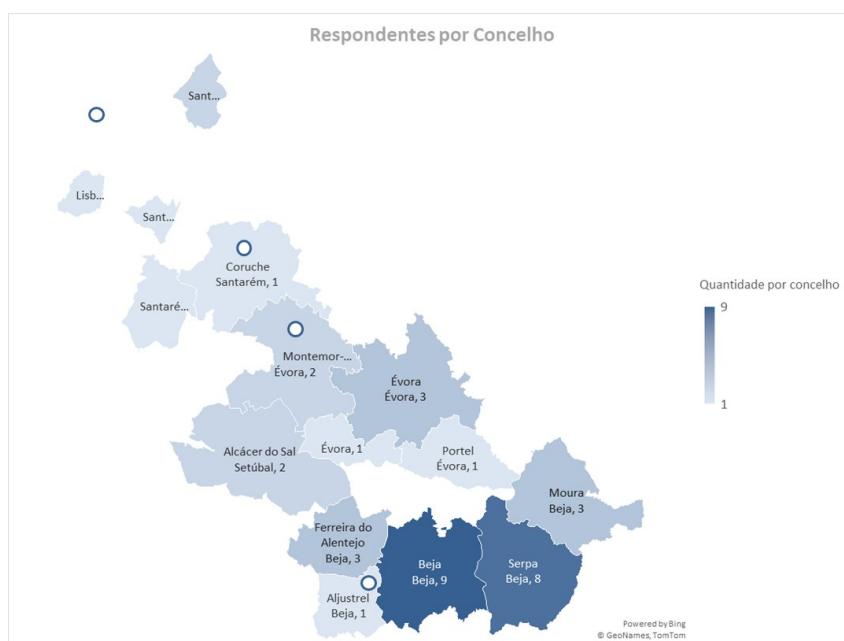 Respondentes por Concelho
Sant...
Lisb...
Sant...
Coruche
Santarém, 1
Santaré...
Quantidade por concelho
9
1
Montemor-...
Évora, 2
Évora
Évora, 3
Alcácer do Sal
Setúbal, 2
Évora, 1
Portel
Évora, 1
Moura
Beja, 3
Ferreira do
Alentejo
Beja, 3
Beja
Beja, 9
Serpa
Beja, 8
Aljustrel
Beja, 1
Powered by Bing
© GeoNames, TomTom